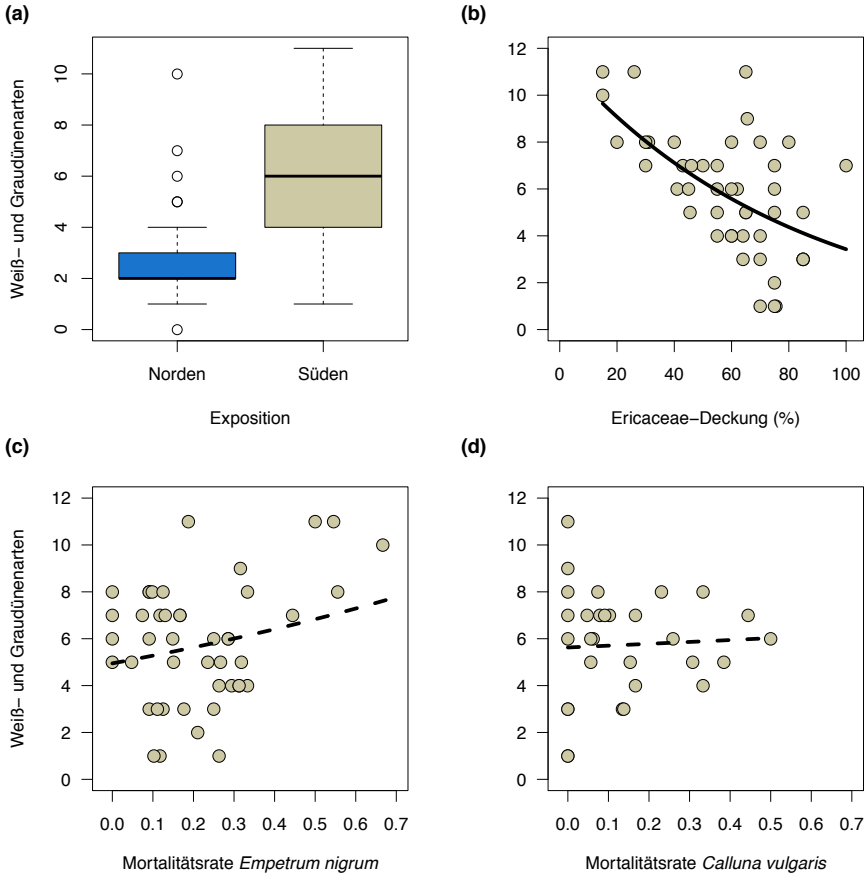 (a)
Weiß− und Graudünenarten
10
8
6
4
2
0
Norden Süden
Exposition
(b)
12
10
8
6
4
2
0
0 20 40 60 80 100
Ericaceae−Deckung (%)
(c)
Weiß− und Graudünenarten
12
10
8
6
4
2
0
0.0 0.1 0.2 0.3 0.4 0.5 0.6 0.7
Mortalitätsrate Empetrum nigrum
(d)
12
10
8
6
4
2
0
0.0 0.1 0.2 0.3 0.4 0.5 0.6 0.7
Mortalitätsrate Calluna vulgaris